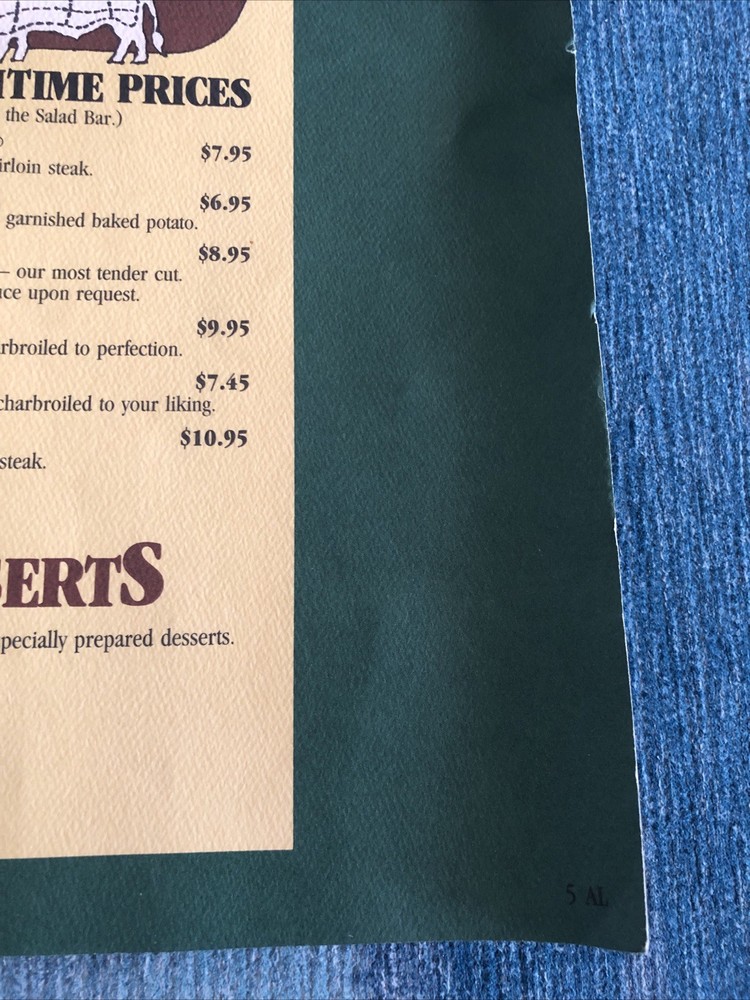 TIME PRICES
the Salad Bar.)
$7.95
irloin steak.
$6.95
garnished baked potato.
$8.95
– our most tender cut.
ce upon request.
$9.95
rbroiled to perfection.
$7.45
charbroiled to your liking.
$10.95
steak.
SERTS
pecially prepared desserts.
5 AL